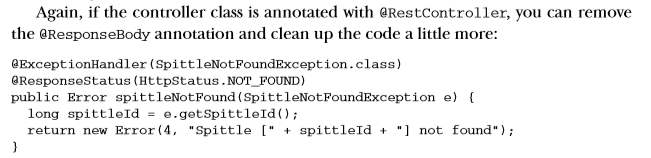 Again, if the controller class is annotated with @RestController, you can remove
the @ResponseBody annotation and clean up the code a little more:
@ExceptionHandler(SpittleNotFoundException.class)
@ResponseStatus(HttpStatus.NOT_FOUND)
public Error spittleNotFound(SpittleNotFoundException e) {
  long spittleId = e.getSpittleId();
  return new Error(4, "Spittle [" + spittleId + "] not found");
}